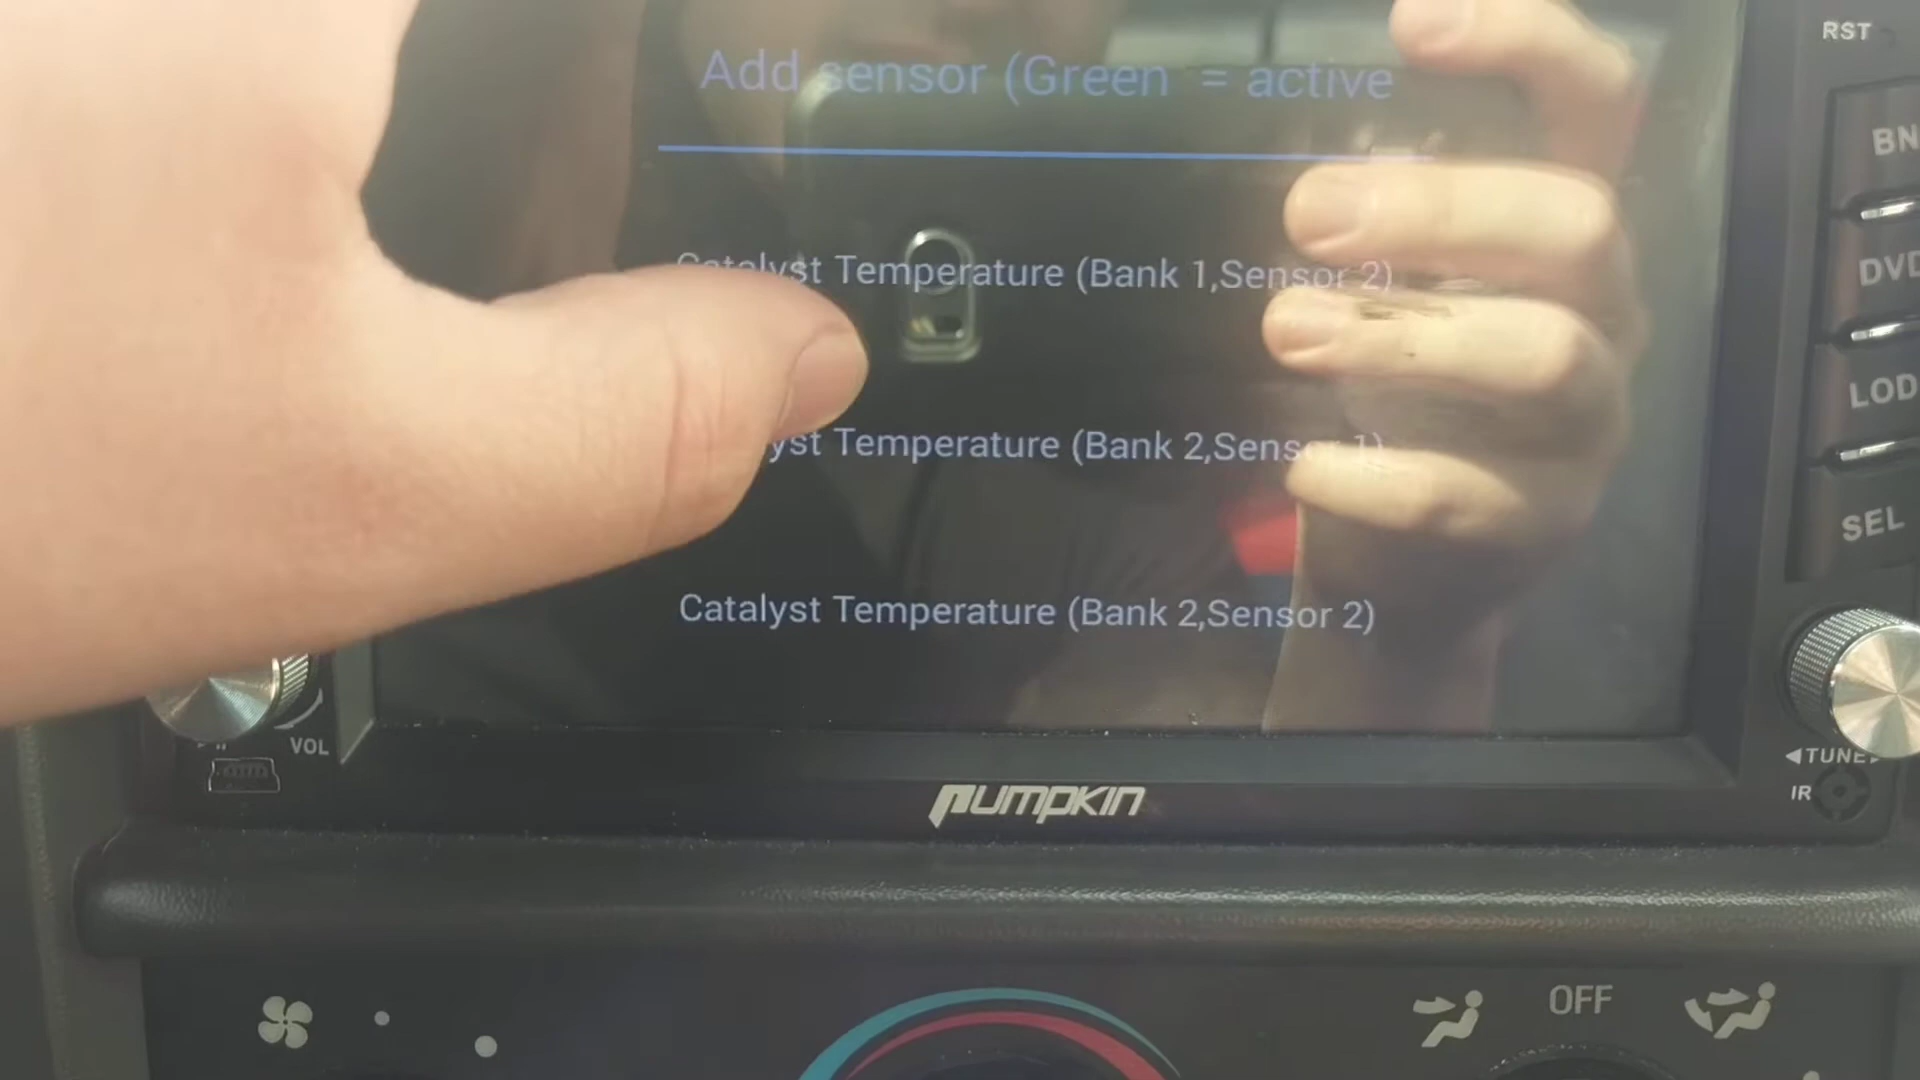 RST
Add sensor (Green = active
BN
Catalyst Temperature (Bank 1,Sensor 2)
DVD
yst Temperature (Bank 2,Sensor 1)
LOD
SEL
Catalyst Temperature (Bank 2,Sensor 2)
VOL
TUNE
IR
PUMPKIN
OFF